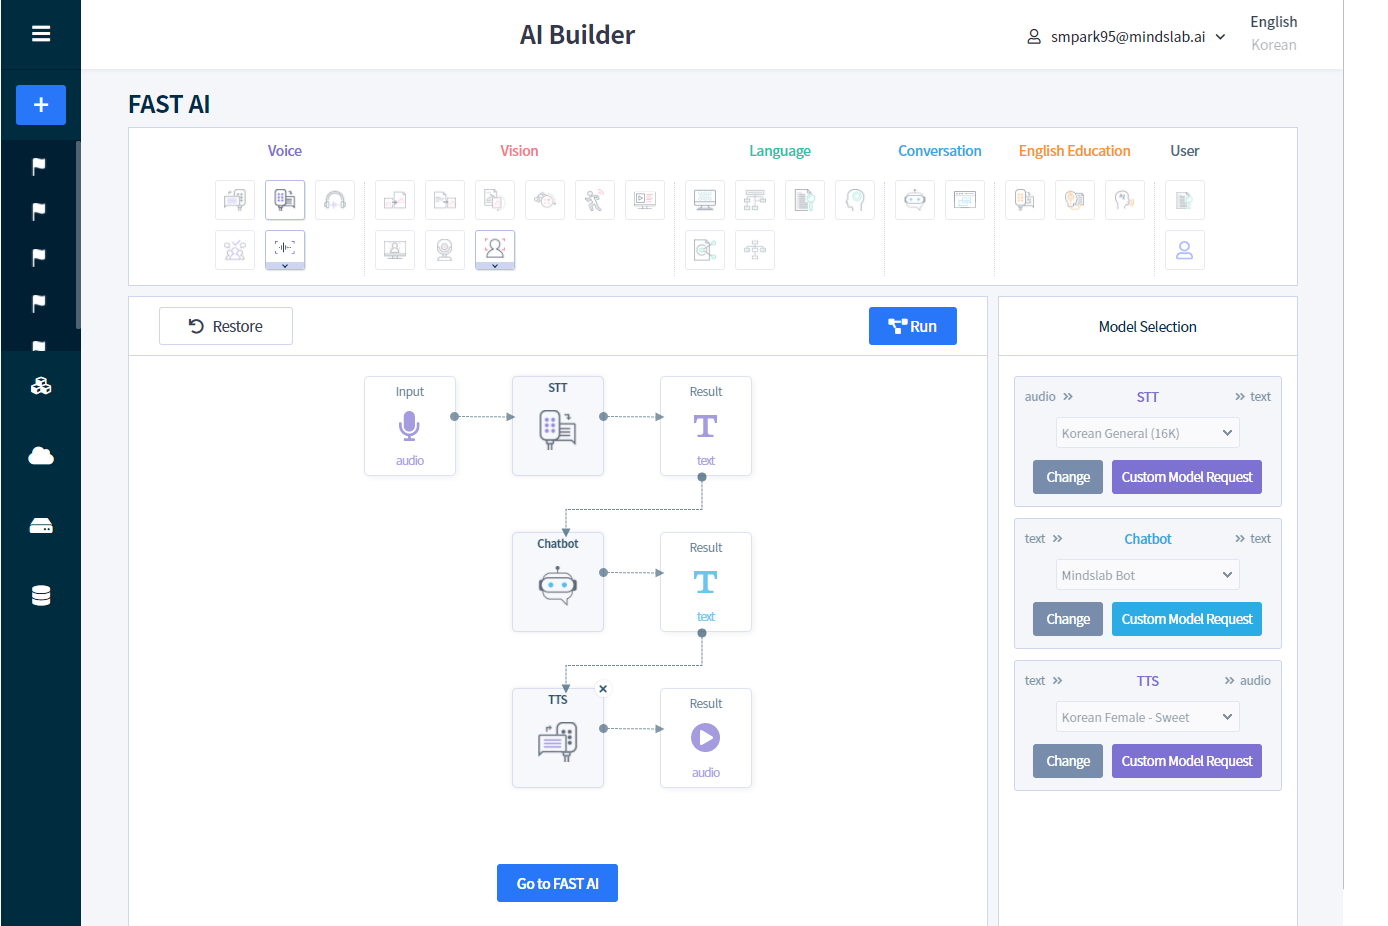 AI Builder
smpark95@mindslab.ai
English
Korean
FAST AI
Voice
Vision
Language
Conversation
English Education
User
Restore
Run
Model Selection
Input
audio
STT
Result
text
Chatbot
Result
text
TTS
Result
audio
Go to FAST AI
audio
STT
text
Korean General (16K)
Change
Custom Model Request
text
Chatbot
text
Mindslab Bot
Change
Custom Model Request
text
TTS
audio
Korean Female - Sweet
Change
Custom Model Request